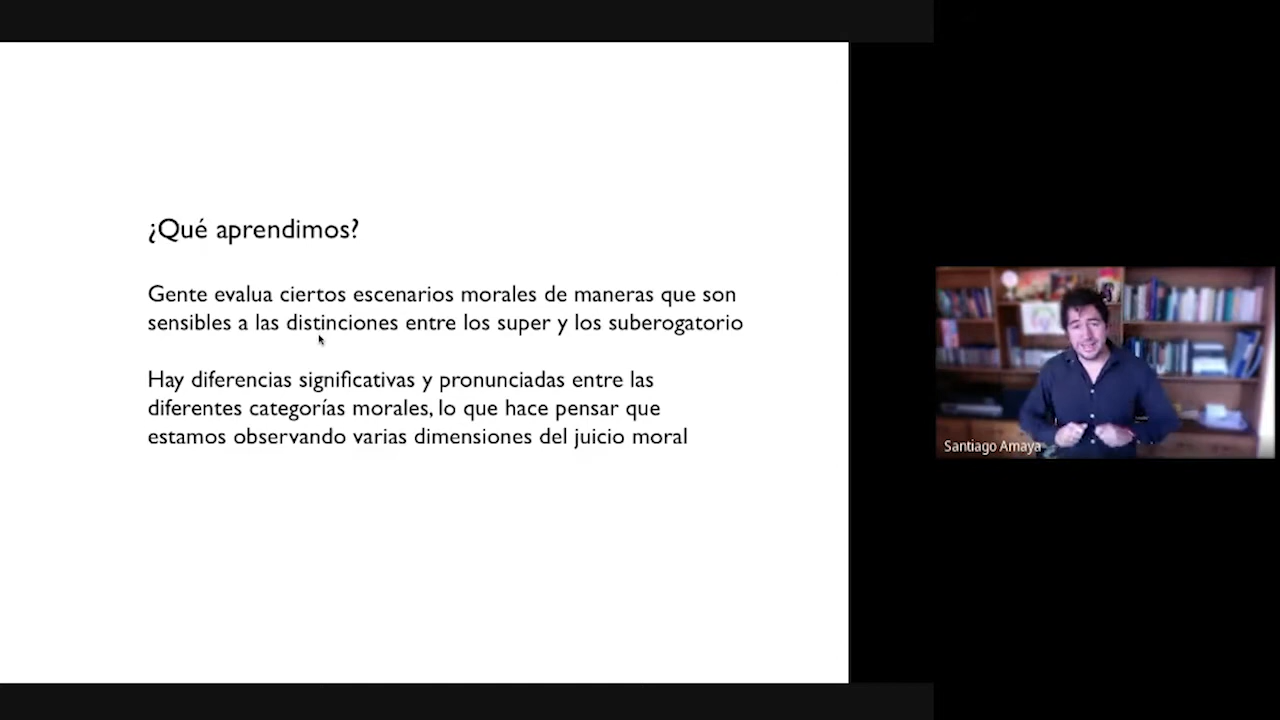 ¿Qué aprendimos?
Gente evalua ciertos escenarios morales de maneras que son
sensibles a las distinciones entre los super y los suberogatorio
Hay diferencias significativas y pronunciadas entre las
diferentes categorías morales, lo que hace pensar que
estamos observando varias dimensiones del juicio moral
Santiago Amaya